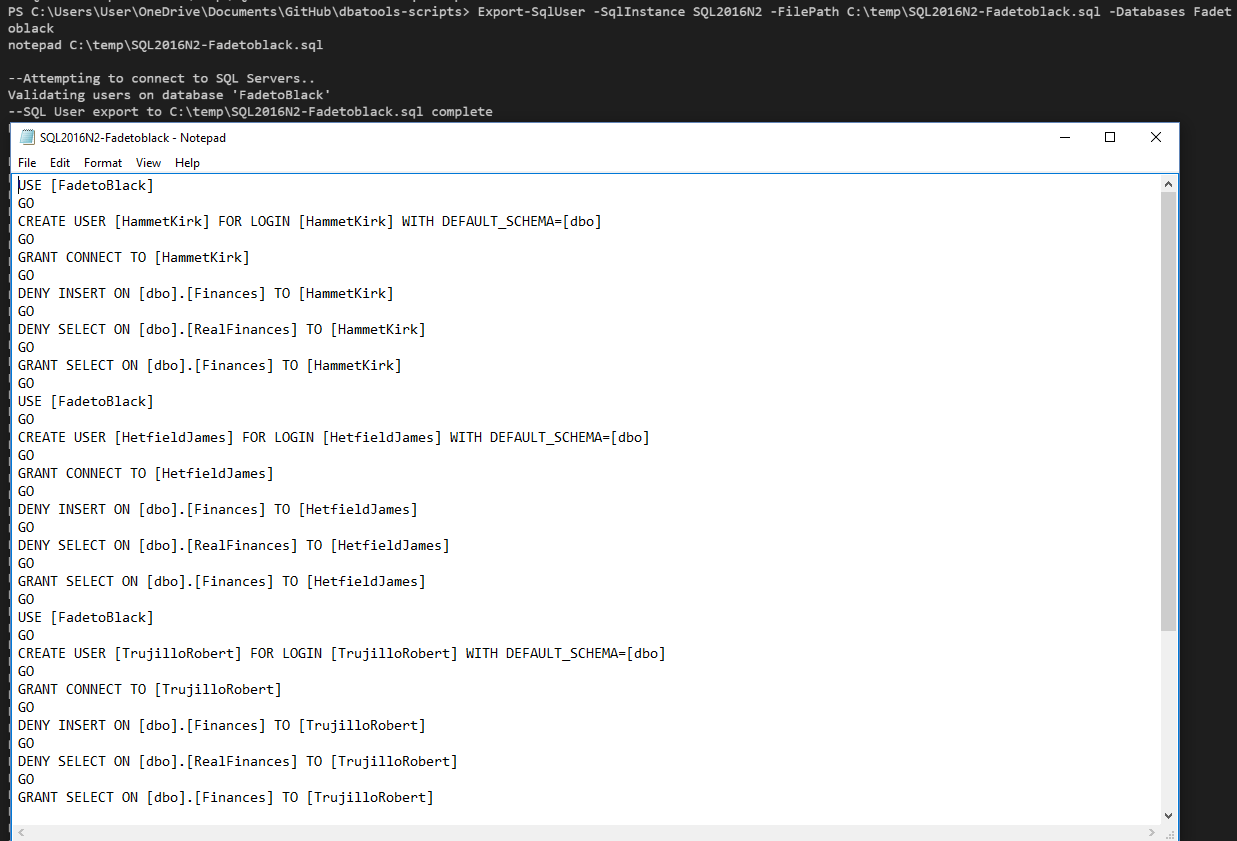 PS C:\Users\User\OneDrive\Documents\GitHub\dbatools-scripts> Export-SqlUser -SqlInstance SQL2016N2 -FilePath C:\temp\SQL2016N2-Fadetoblack.sql -Databases Fadet
oblack
notepad C:\temp\SQL2016N2-Fadetoblack.sql
--Attempting to connect to SQL Servers..
Validating users on database 'FadetoBlack'
--SQL User export to C:\temp\SQL2016N2-Fadetoblack.sql complete
SQL2016N2-Fadetoblack - Notepad
File Edit Format View Help
USE [FadetoBlack]
GO
CREATE USER [HammetKirk] FOR LOGIN [HammetKirk] WITH DEFAULT_SCHEMA=[dbo]
GO
GRANT CONNECT TO [HammetKirk]
GO
DENY INSERT ON [dbo].[Finances] TO [HammetKirk]
GO
DENY SELECT ON [dbo].[RealFinances] TO [HammetKirk]
GO
GRANT SELECT ON [dbo].[Finances] TO [HammetKirk]
GO
USE [FadetoBlack]
GO
CREATE USER [HetfieldJames] FOR LOGIN [HetfieldJames] WITH DEFAULT_SCHEMA=[dbo]
GO
GRANT CONNECT TO [HetfieldJames]
GO
DENY INSERT ON [dbo].[Finances] TO [HetfieldJames]
GO
DENY SELECT ON [dbo].[RealFinances] TO [HetfieldJames]
GO
GRANT SELECT ON [dbo].[Finances] TO [HetfieldJames]
GO
USE [FadetoBlack]
GO
CREATE USER [TrujilloRobert] FOR LOGIN [TrujilloRobert] WITH DEFAULT_SCHEMA=[dbo]
GO
GRANT CONNECT TO [TrujilloRobert]
GO
DENY INSERT ON [dbo].[Finances] TO [TrujilloRobert]
GO
DENY SELECT ON [dbo].[RealFinances] TO [TrujilloRobert]
GO
GRANT SELECT ON [dbo].[Finances] TO [TrujilloRobert]